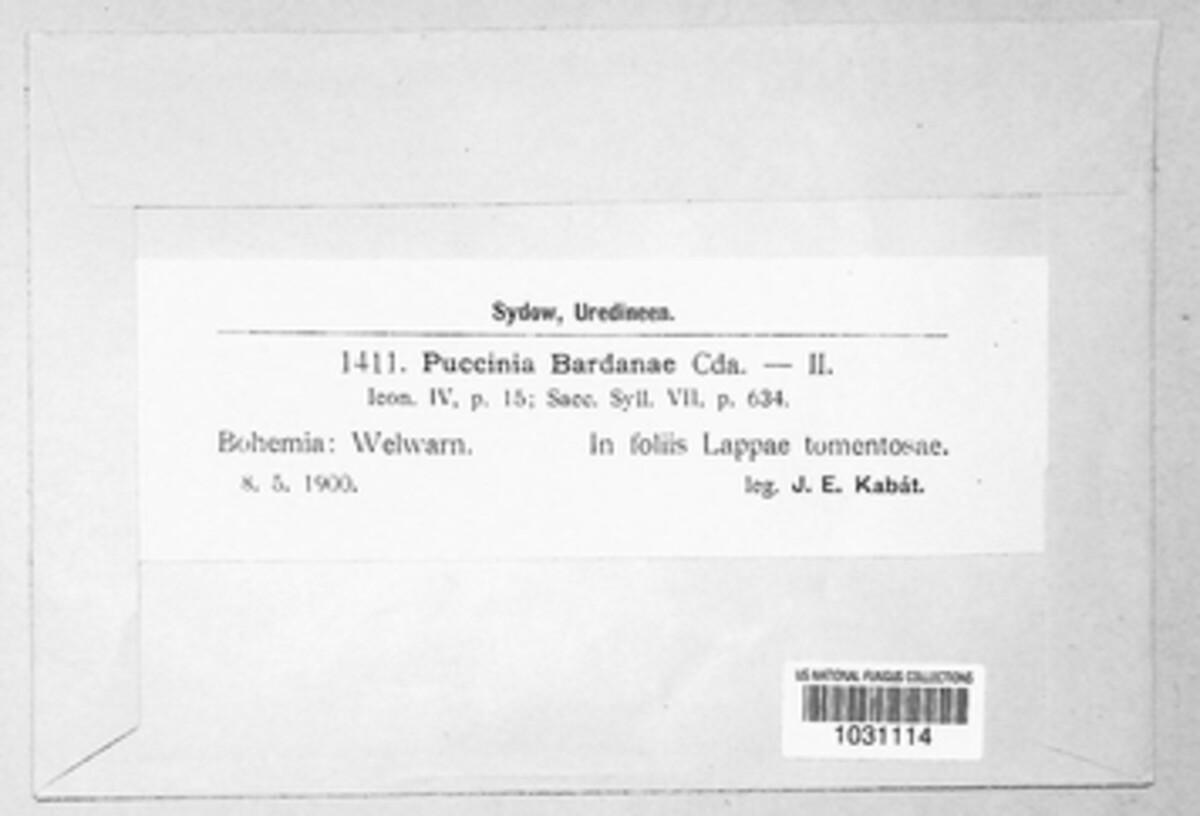 Sydow, Uredineen.
1411. Puccinia Bardanae Cda. — II.
Icon. IV, p. 15; Sacc. Syll. VII, p. 634.
Bohemia: Welwarn. In foliis Lappae tomentosae.
8. 5. 1900. leg. J. E. Kabát.
US NATIONAL FUNGUS COLLECTIONS
1031114